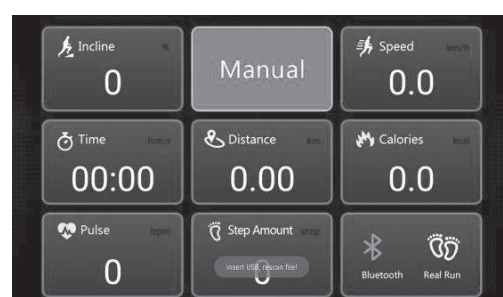 Incline %
0
Manual
Speed km/h
0.0
Time h:m:s
00:00
Distance km
0.00
Calories kcal
0.0
Pulse bpm
0
Step Amount step
insert USB, rescan file!
0
Bluetooth
Real Run